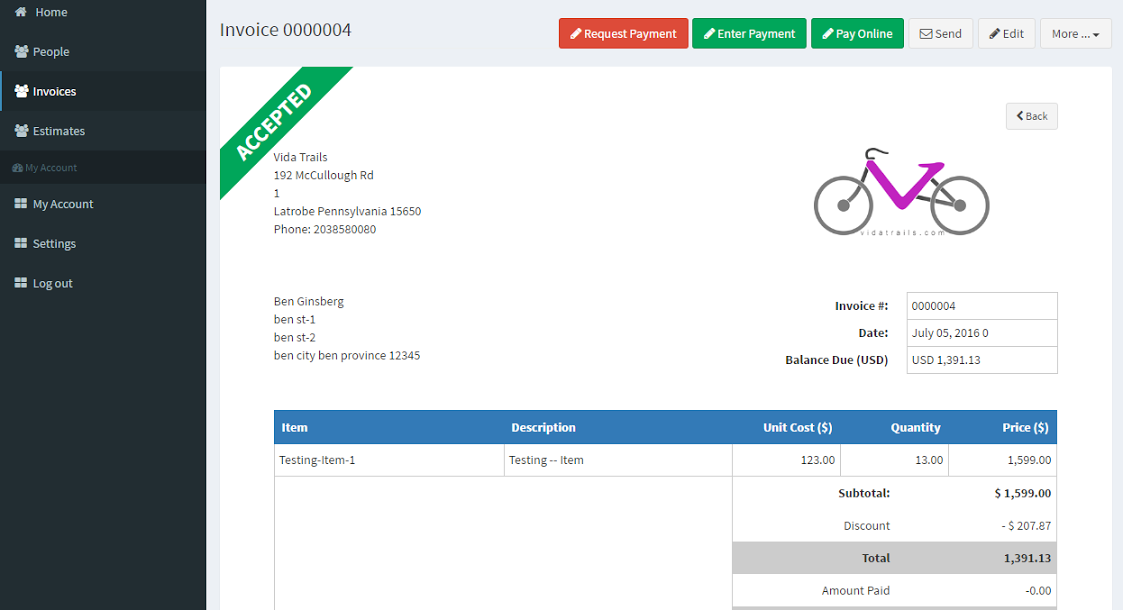 Home
People
Invoices
Estimates
My Account
My Account
Settings
Log out
Invoice 0000004
Request Payment
Enter Payment
Pay Online
Send
Edit
More ...
ACCEPTED
Back
Vida Trails
192 McCullough Rd
1
Latrobe Pennsylvania 15650
Phone: 2038580080
vidatrails.com
Ben Ginsberg
ben st-1
ben st-2
ben city ben province 12345
Invoice #: 0000004
Date: July 05, 2016 0
Balance Due (USD) USD 1,391.13
Item Description Unit Cost ($) Quantity Price ($)
Testing-Item-1 Testing -- Item 123.00 13.00 1,599.00
Subtotal: $ 1,599.00
Discount - $ 207.87
Total 1,391.13
Amount Paid -0.00